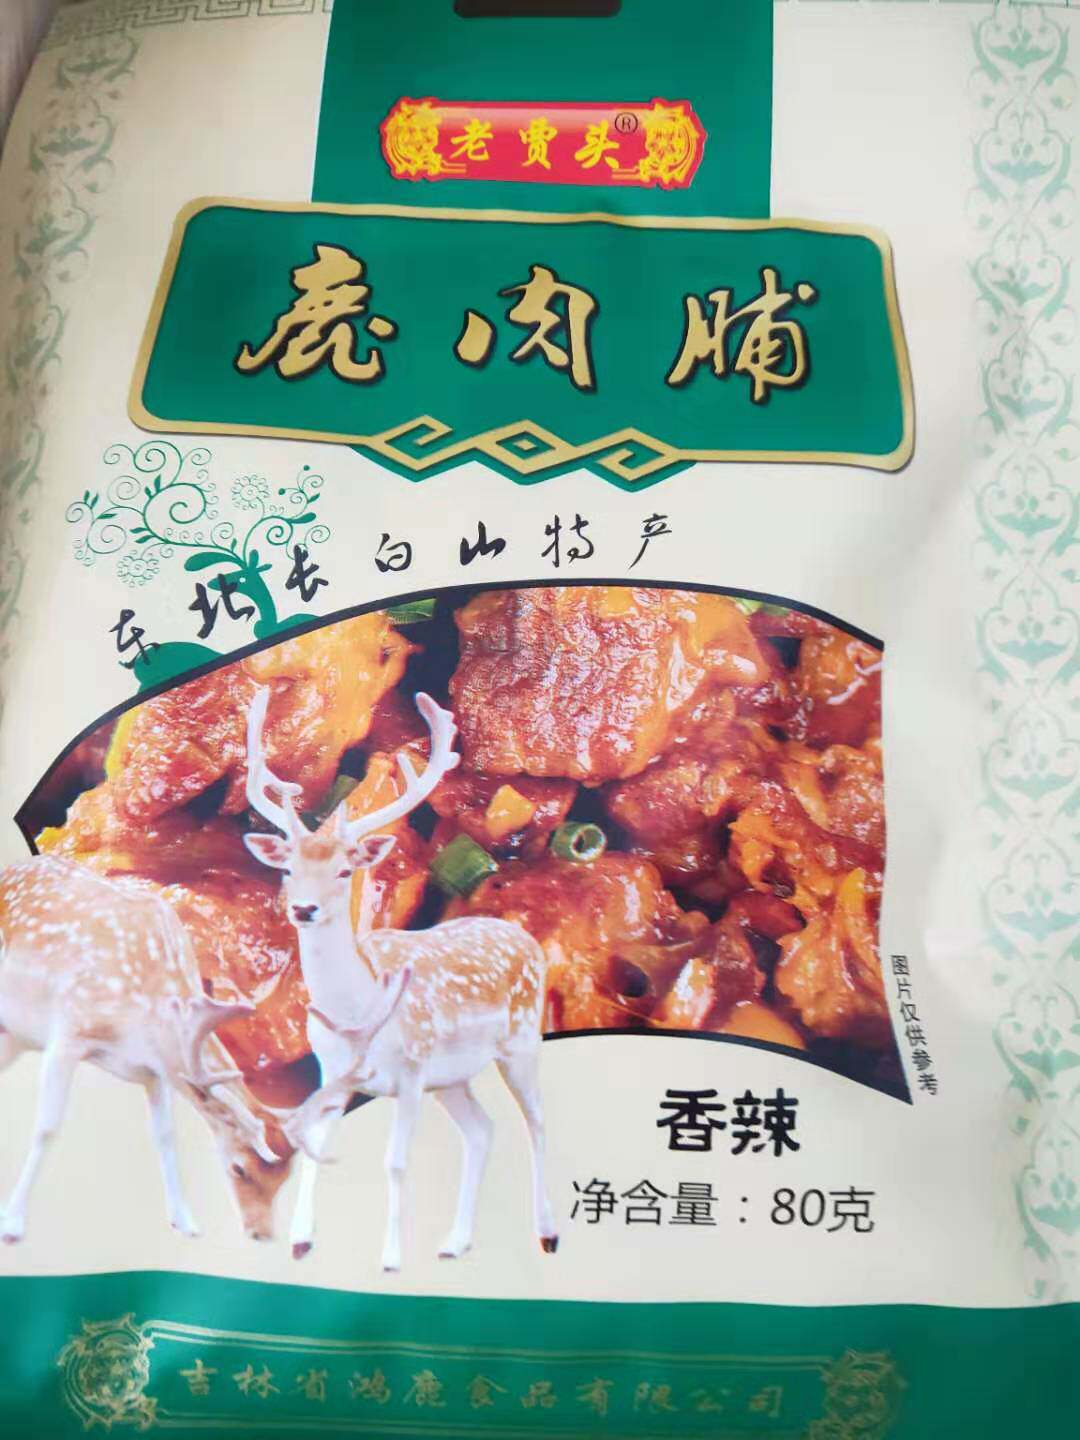 老贾头®
鹿肉脯
东北长白山特产
图片仅供参考
香辣
净含量：80克
吉林省鸿鹿食品有限公司